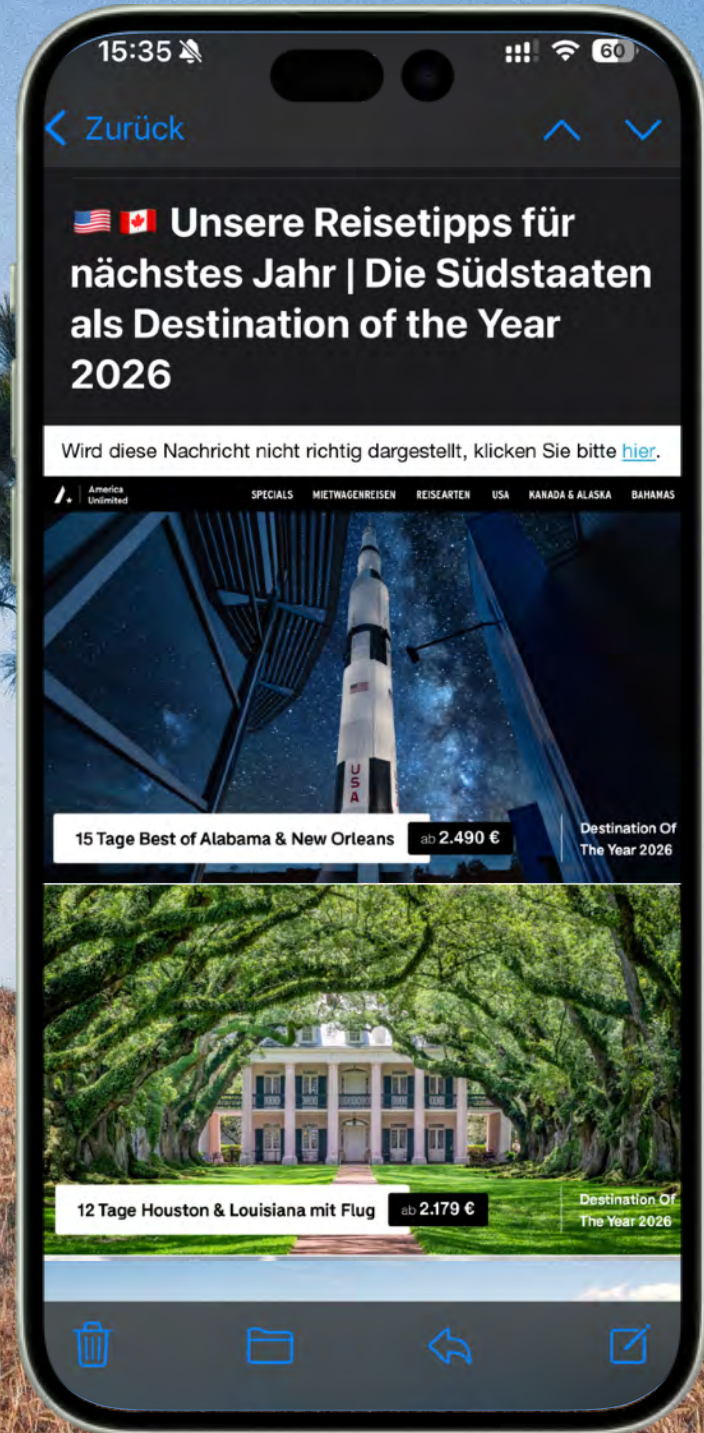 15:35
60
Zurück
Unsere Reisetipps für
nächstes Jahr | Die Südstaaten
als Destination of the Year
2026
Wird diese Nachricht nicht richtig dargestellt, klicken Sie bitte hier.
America
Unlimited
SPECIALS MIETWAGENREISEN REISEARTEN USA KANADA & ALASKA BAHAMAS
USA
15 Tage Best of Alabama & New Orleans
ab 2.490 €
Destination Of
The Year 2026
12 Tage Houston & Louisiana mit Flug
ab 2.179 €
Destination Of
The Year 2026